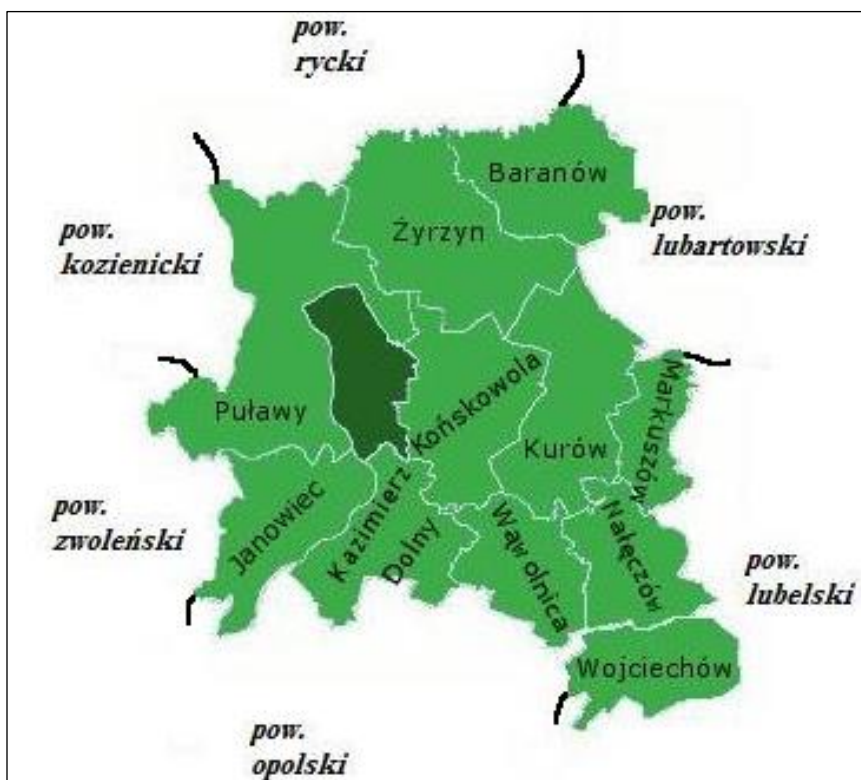 pow.
rycki
Baranów
pow.
lubartowski
Żyrzyn
pow.
kozienicki
Końskowola
Markuszów
Puławy
Kurów
pow.
zwoleński
Janowiec
Kazimierz
Dolny
Wąwolnica
Nałęczów
pow.
lubelski
Wojciechów
pow.
opolski